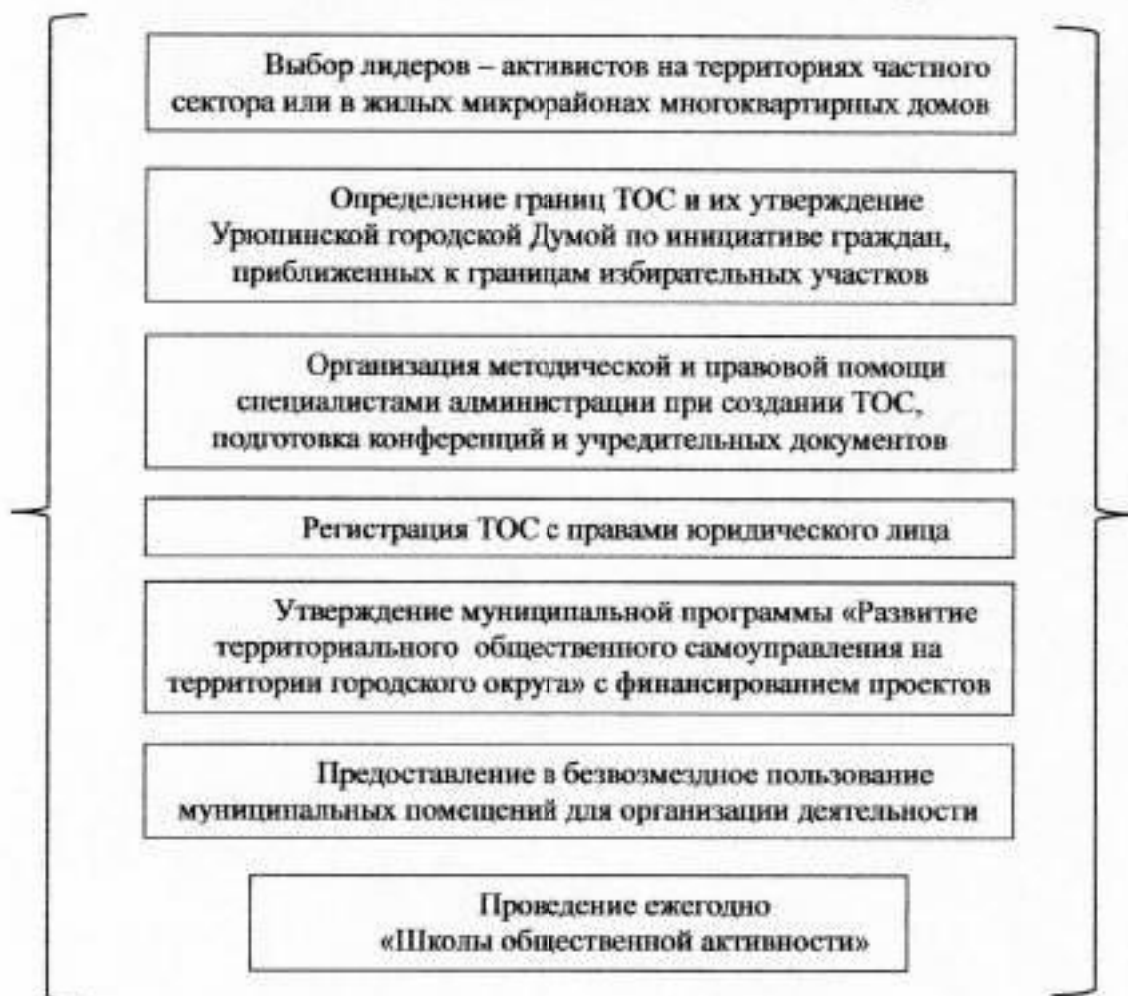 Выбор лидеров – активистов на территориях частного
сектора или в жилых микрорайонах многоквартирных домов
Определение границ ТОС и их утверждение
Урюпинской городской Думой по инициативе граждан,
приближенных к границам избирательных участков
Организация методической и правовой помощи
специалистами администрации при создании ТОС,
подготовка конференций и учредительных документов
Регистрация ТОС с правами юридического лица
Утверждение муниципальной программы «Развитие
территориального общественного самоуправления на
территории городского округа» с финансированием проектов
Предоставление в безвозмездное пользование
муниципальных помещений для организации деятельности
Проведение ежегодно
«Школы общественной активности»